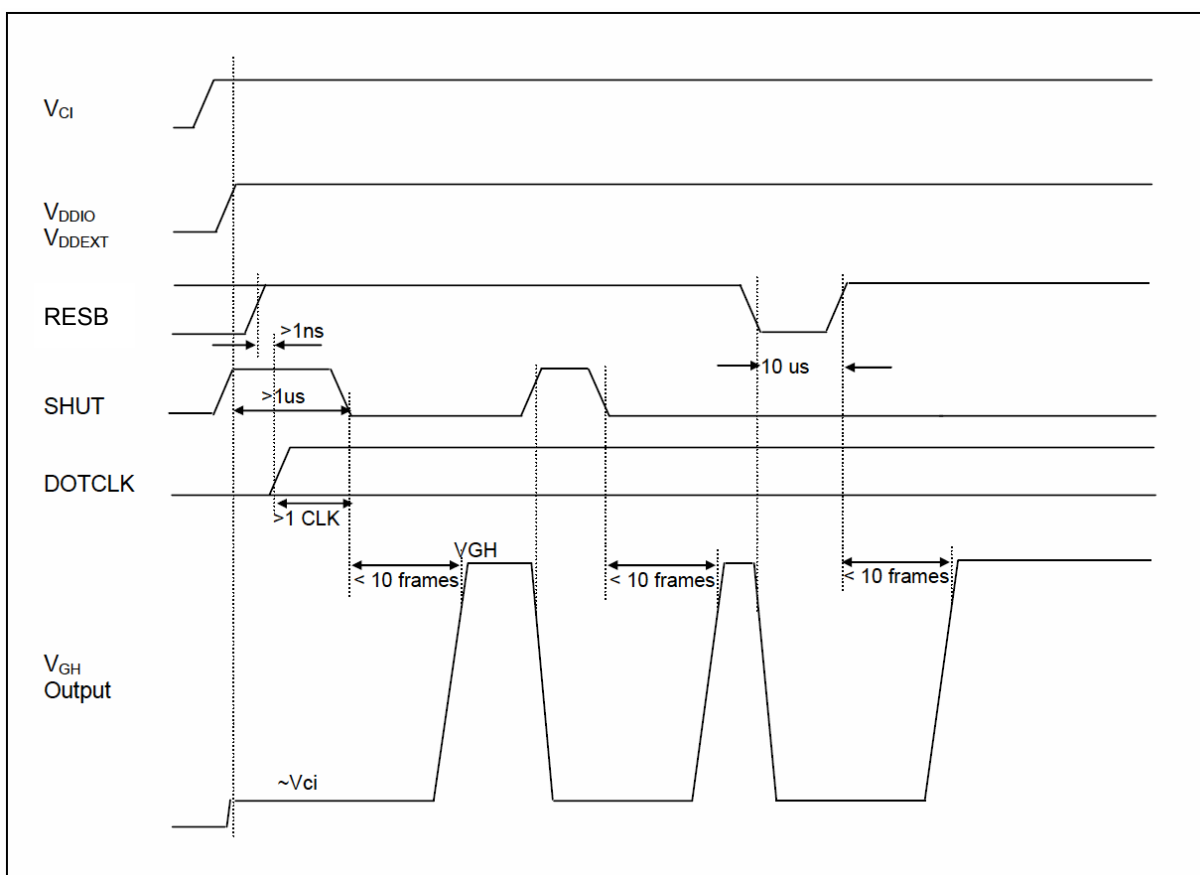 VCI
VDDIO
VDDEXT
RESB
>1ns
10 us
SHUT
>1us
DOTCLK
>1 CLK
VGH
< 10 frames
< 10 frames
< 10 frames
VGH
Output
~Vci